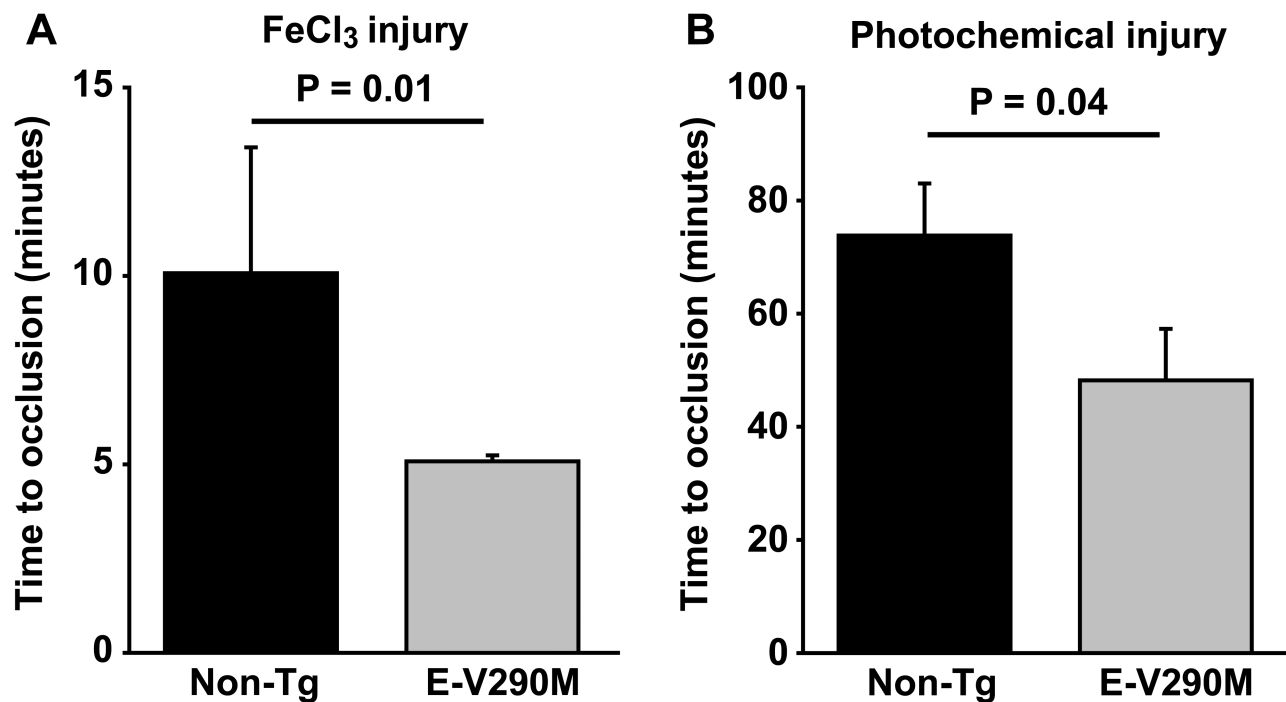 A
FeCl₃ injury
P = 0.01
Time to occlusion (minutes)
15
10
5
0
Non-Tg
E-V290M
B
Photochemical injury
P = 0.04
Time to occlusion (minutes)
100
80
60
40
20
0
Non-Tg
E-V290M